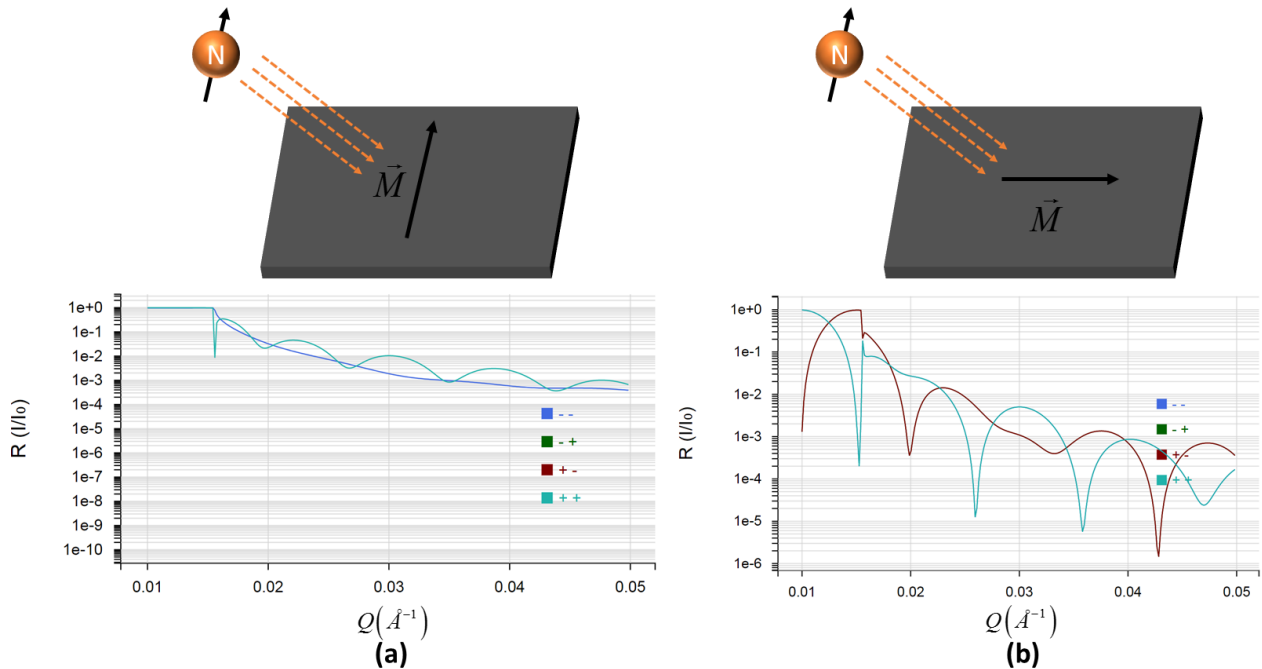 N
M⃗
R (I/I₀)
1e+0
1e-1
1e-2
1e-3
1e-4
1e-5
1e-6
1e-7
1e-8
1e-9
1e-10
- -
- +
+ -
+ +
0.01 0.02 0.03 0.04 0.05
Q(Å⁻¹)
(a)
N
M⃗
R (I/I₀)
1e+0
1e-1
1e-2
1e-3
1e-4
1e-5
1e-6
- -
- +
+ -
+ +
0.01 0.02 0.03 0.04 0.05
Q(Å⁻¹)
(b)